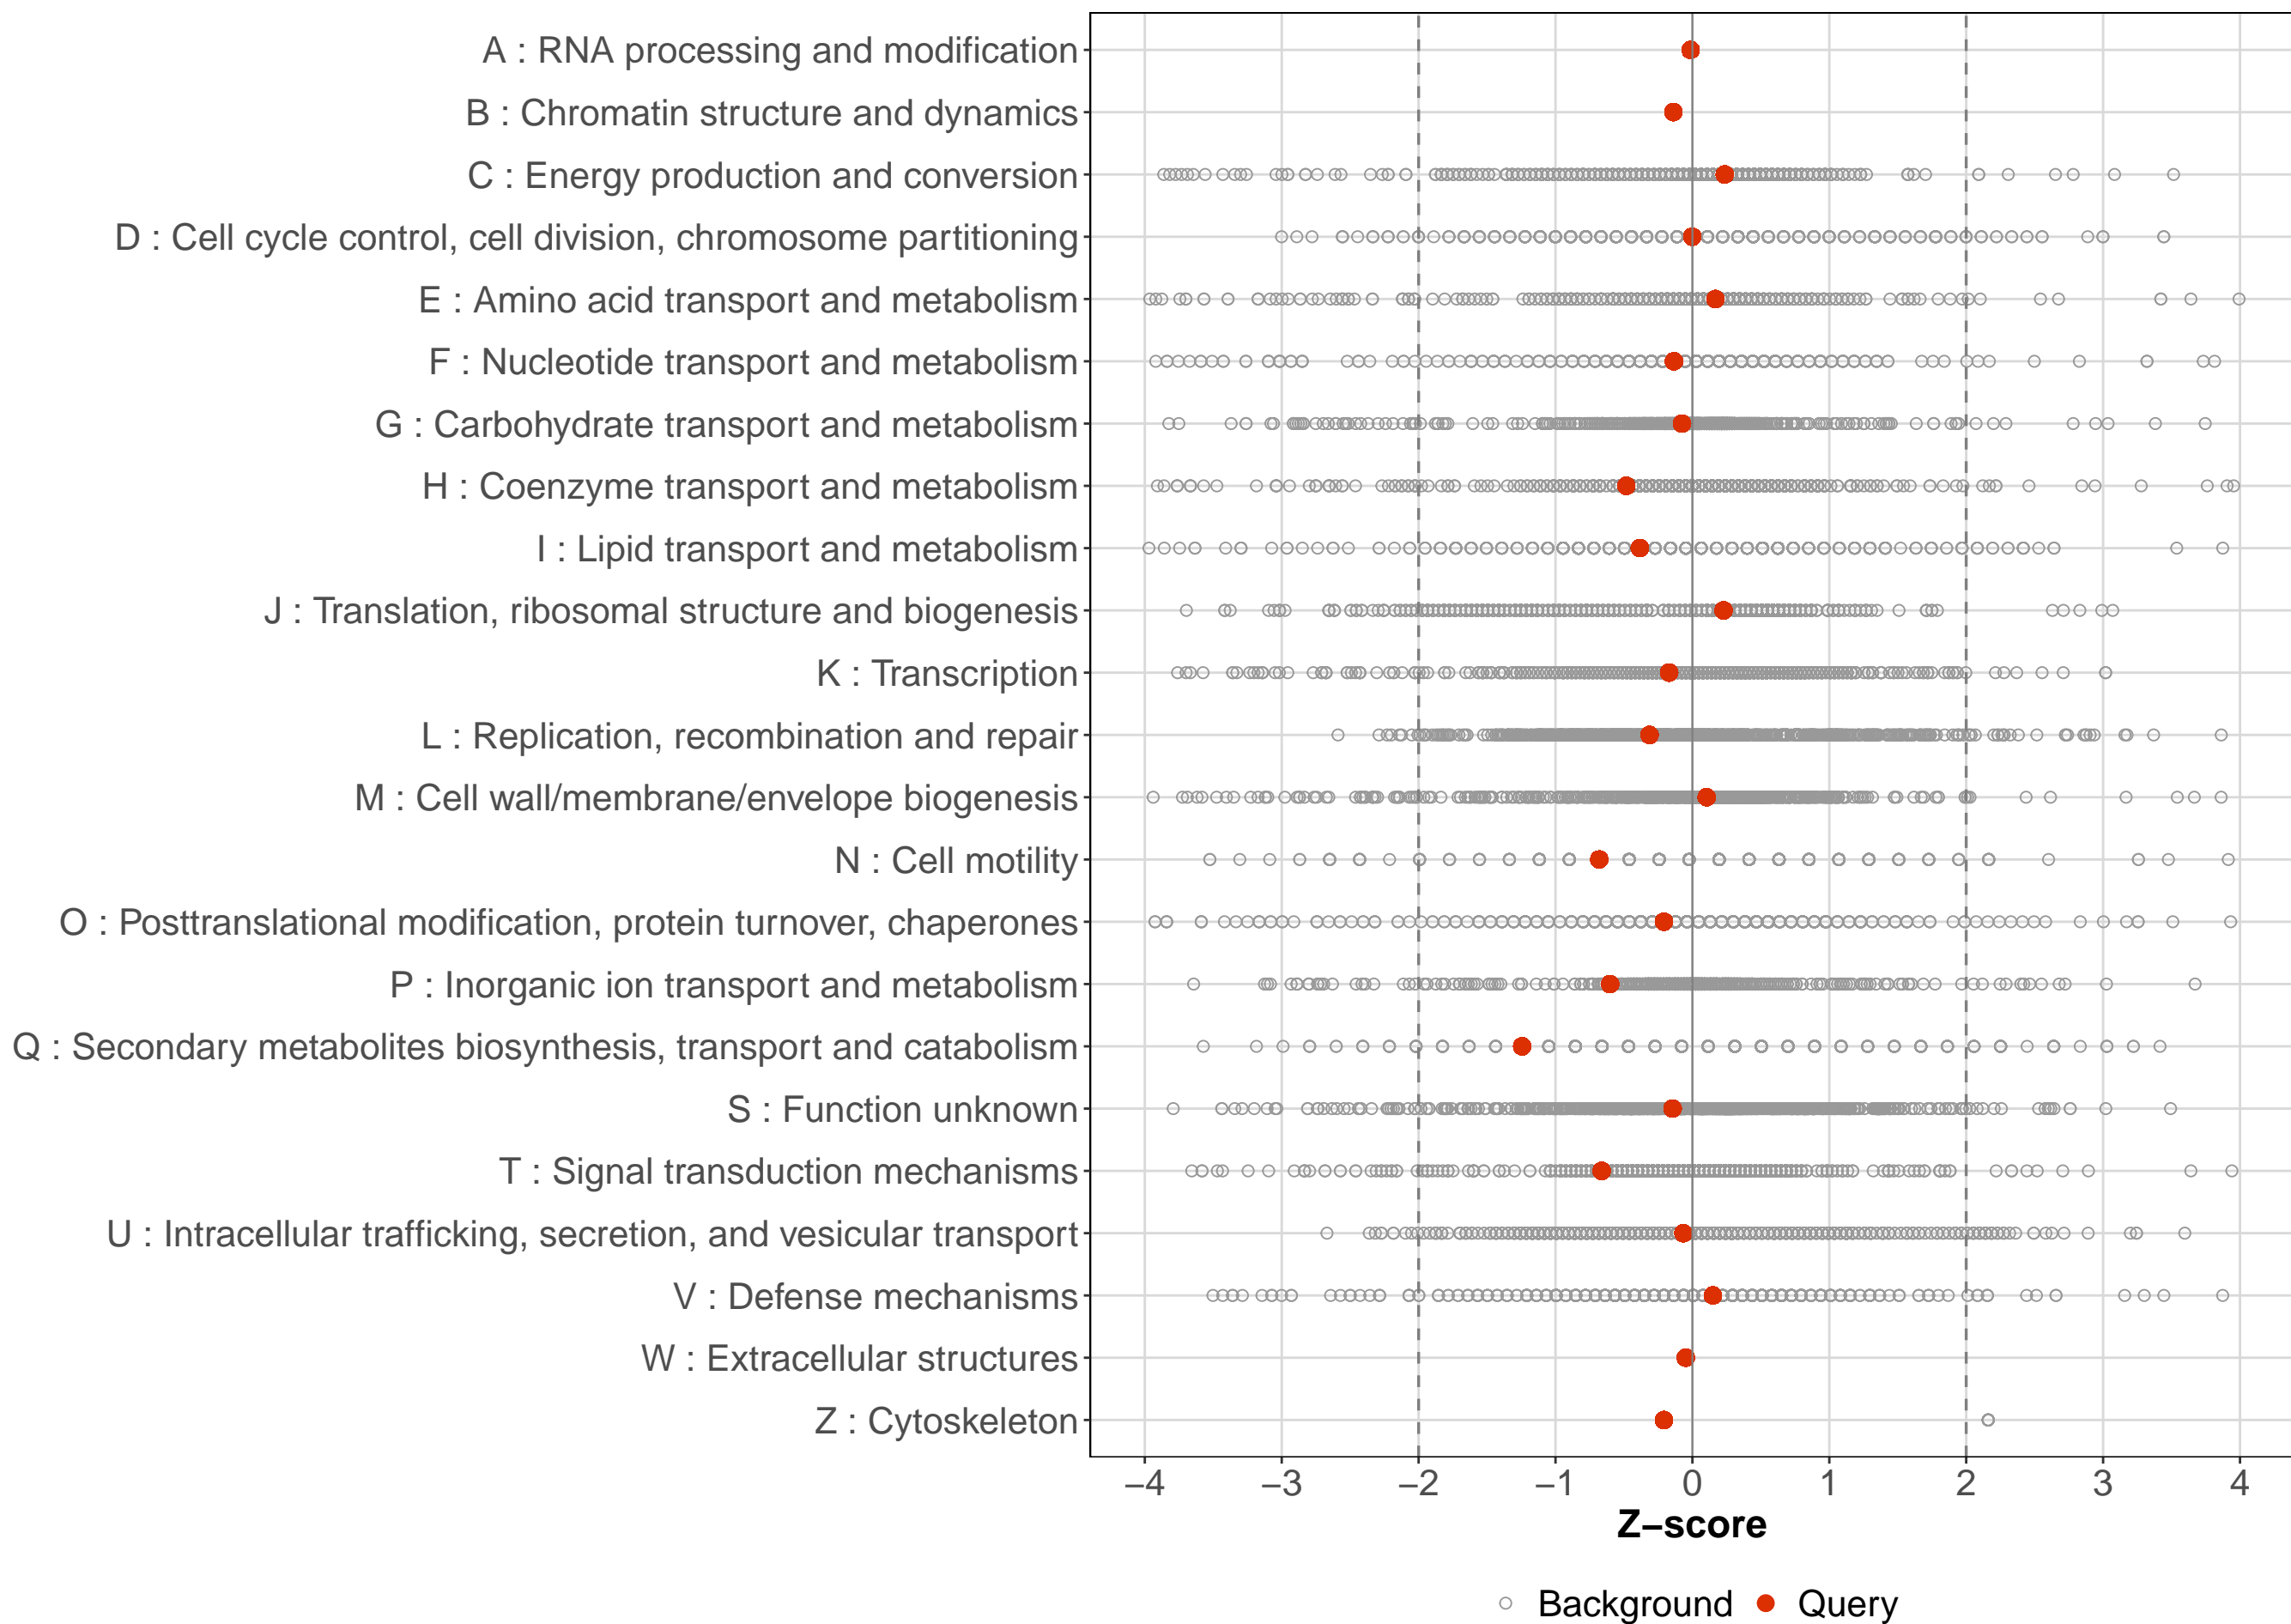 A : RNA processing and modification
B : Chromatin structure and dynamics
C : Energy production and conversion
D : Cell cycle control, cell division, chromosome partitioning
E : Amino acid transport and metabolism
F : Nucleotide transport and metabolism
G : Carbohydrate transport and metabolism
H : Coenzyme transport and metabolism
I : Lipid transport and metabolism
J : Translation, ribosomal structure and biogenesis
K : Transcription
L : Replication, recombination and repair
M : Cell wall/membrane/envelope biogenesis
N : Cell motility
O : Posttranslational modification, protein turnover, chaperones
P : Inorganic ion transport and metabolism
Q : Secondary metabolites biosynthesis, transport and catabolism
S : Function unknown
T : Signal transduction mechanisms
U : Intracellular trafficking, secretion, and vesicular transport
V : Defense mechanisms
W : Extracellular structures
Z : Cytoskeleton
−4 −3 −2 −1 0 1 2 3 4
Z−score
Background Query